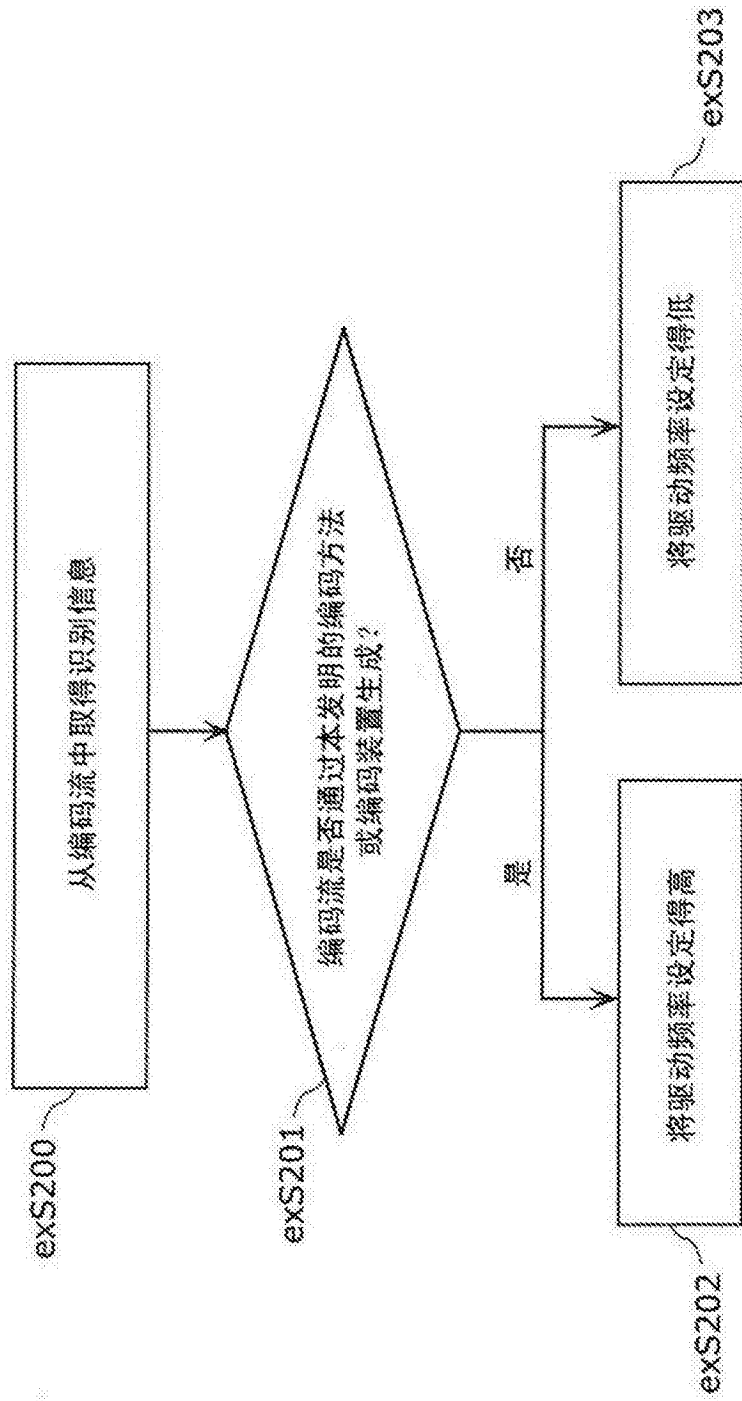 exS200
从编码流中取得识别信息
exS201
编码流是否通过本发明的编码方法
或编码装置生成?
是
否
exS202
将驱动频率设定得高
将驱动频率设定得低
exS203